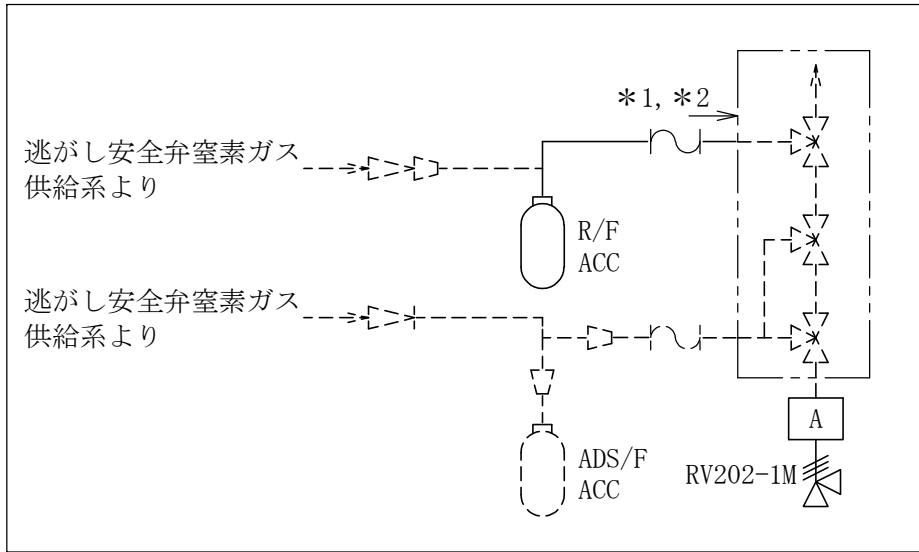 *1, *2
逃がし安全弁窒素ガス
供給系より
R/F
ACC
逃がし安全弁窒素ガス
供給系より
ADS/F
ACC
A
RV202-1M